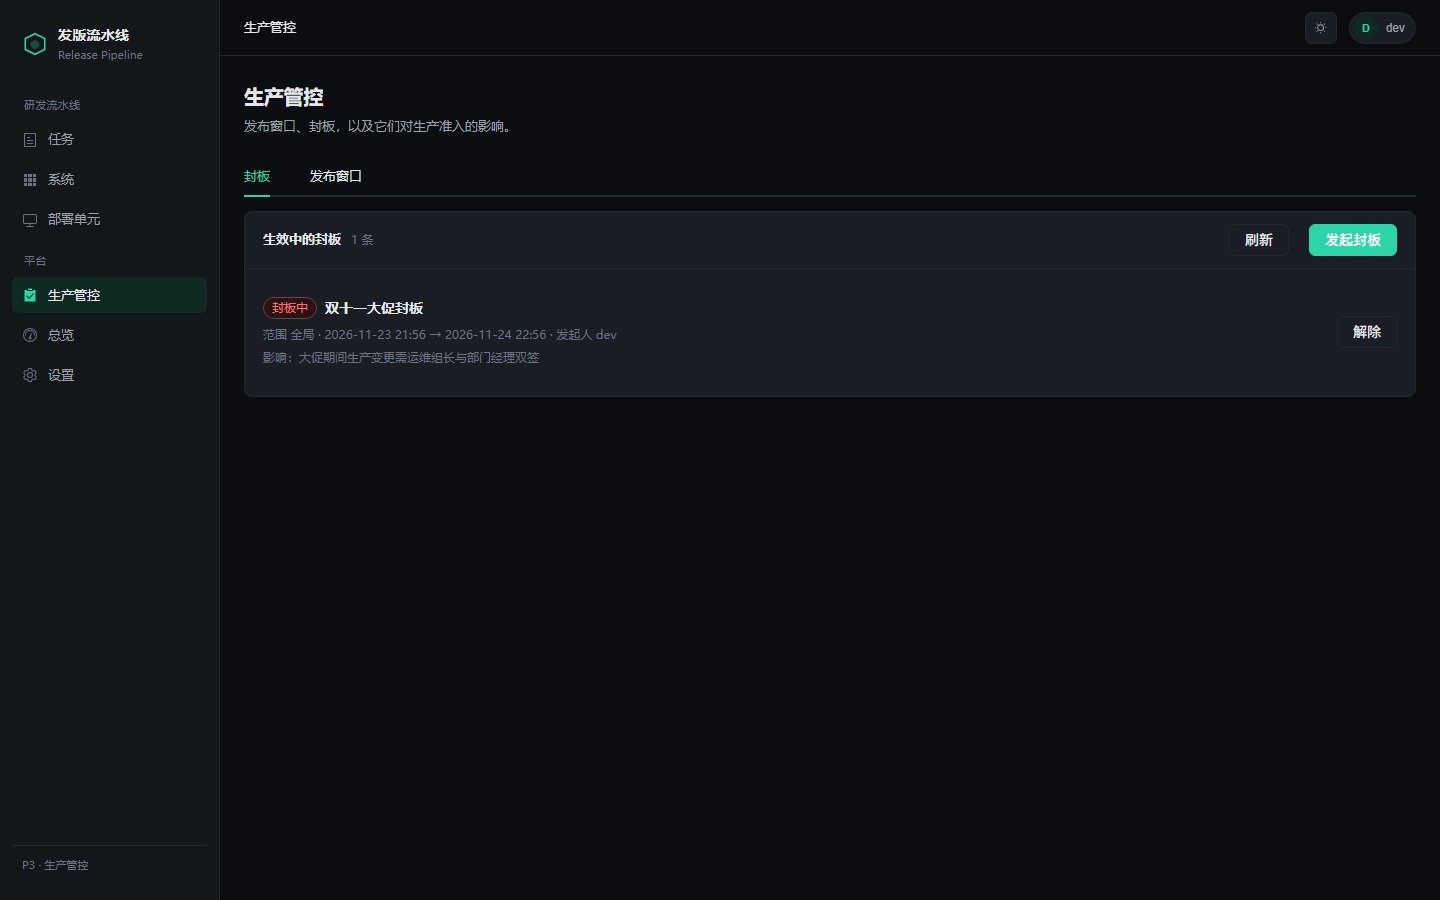 发版流水线
Release Pipeline
研发流水线
任务
系统
部署单元
平台
生产管控
总览
设置
P3 · 生产管控
生产管控
D dev
生产管控
发布窗口、封板，以及它们对生产准入的影响。
封板 发布窗口
生效中的封板 1 条 刷新 发起封板
封板中 双十一大促封板
范围 全局 · 2026-11-23 21:56 → 2026-11-24 22:56 · 发起人 dev
影响：大促期间生产变更需运维组长与部门经理双签
解除